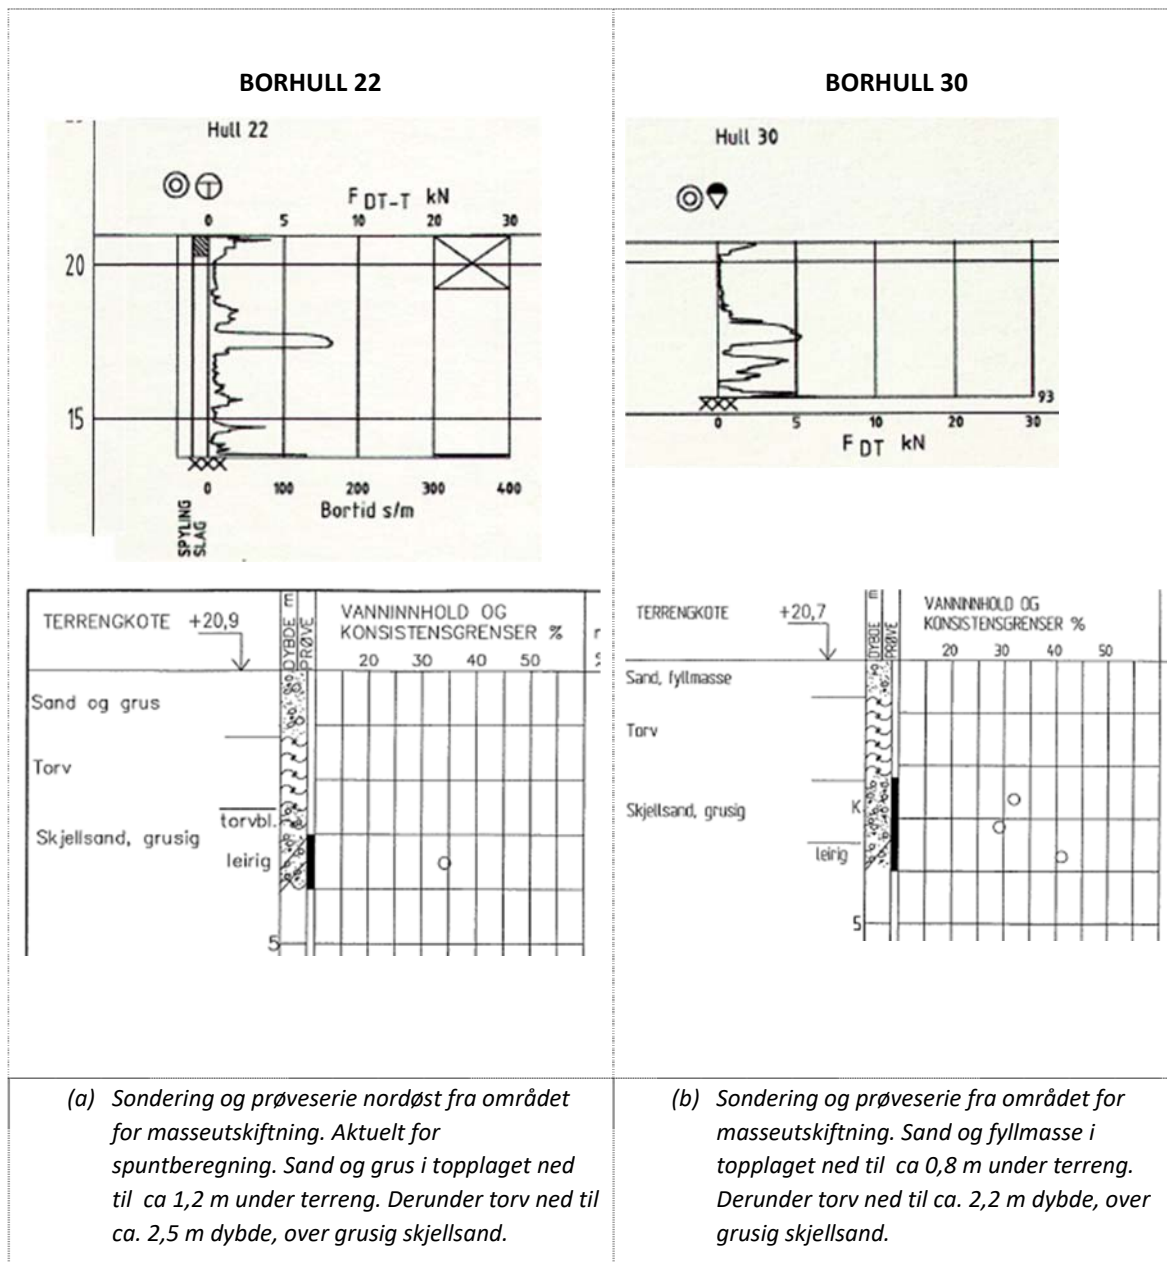 BORHULL 22
Hull 22
F DT-T kN
0 5 10 20 30
20
15
0 100 200 300 400
Bortid s/m
SPYLING
SLAG
TERRENGKOTE +20,9
DYBDE m
PRØVE
VANNINNHOLD OG
KONSISTENSGRENSER %
20 30 40 50
Sand og grus
Torv
torvbl.
Skjellsand, grusig
leirig
5
(a) Sondering og prøveserie nordøst fra området
for masseutskiftning. Aktuelt for
spuntberegning. Sand og grus i topplaget ned
til ca 1,2 m under terreng. Derunder torv ned til
ca. 2,5 m dybde, over grusig skjellsand.
BORHULL 30
Hull 30
20
93
0 5 10 20 30
F DT kN
TERRENGKOTE +20,7
DYBDE m
PRØVE
VANNINNHOLD OG
KONSISTENSGRENSER %
20 30 40 50
Sand, fyllmasse
Torv
Skjellsand, grusig
K
leirig
5
(b) Sondering og prøveserie fra området for
masseutskiftning. Sand og fyllmasse i
topplaget ned til ca 0,8 m under terreng.
Derunder torv ned til ca. 2,2 m dybde, over
grusig skjellsand.